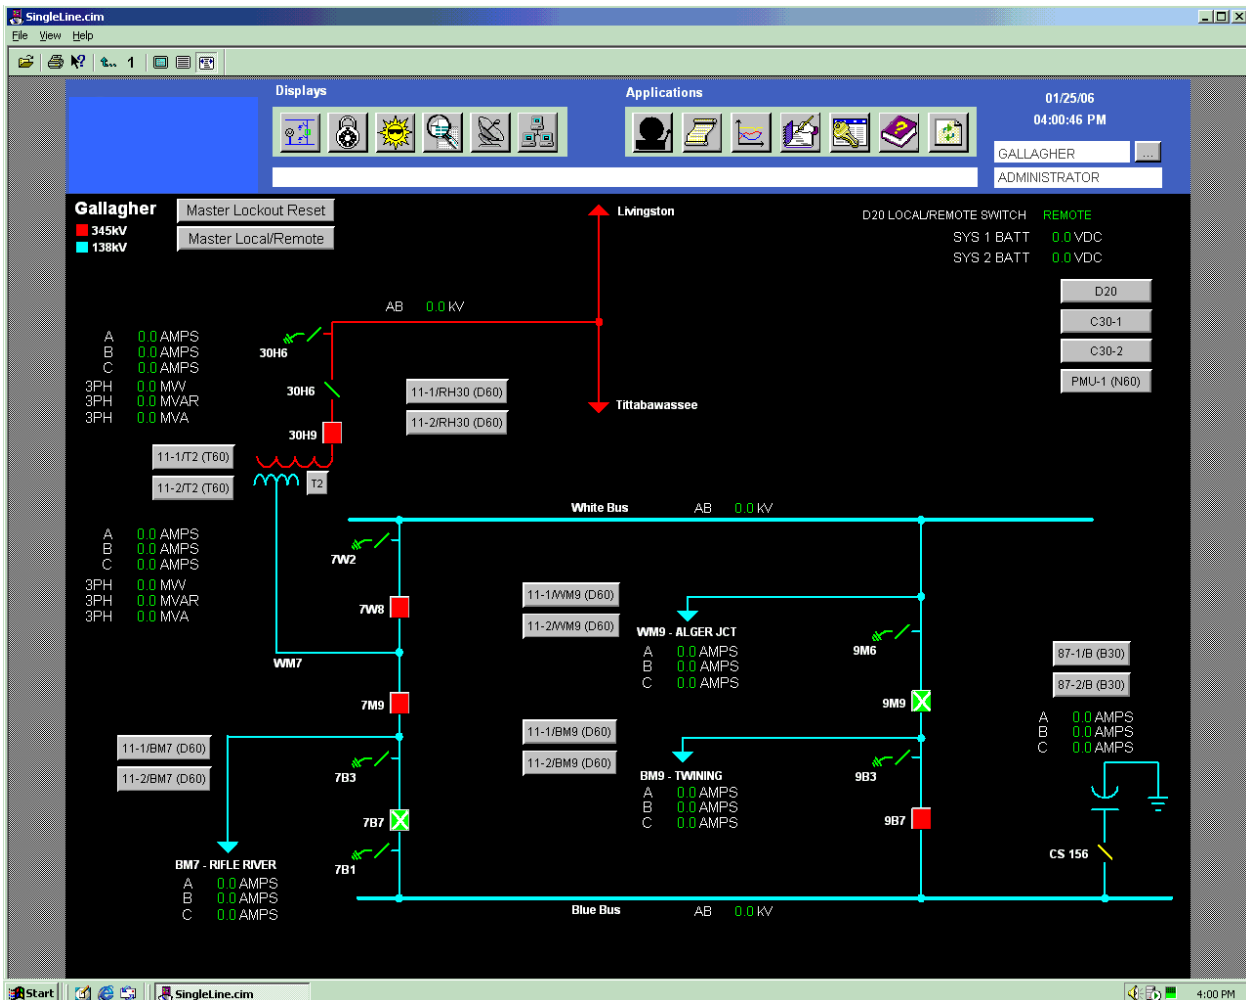 SingleLine.cim
File View Help
1
Displays
Applications
01/25/06
04:00:46 PM
GALLAGHER
...
ADMINISTRATOR
Gallagher
Master Lockout Reset
345kV
138kV
Master Local/Remote
Livingston
D20 LOCAL/REMOTE SWITCH REMOTE
SYS 1 BATT 0.0 VDC
SYS 2 BATT 0.0 VDC
D20
C30-1
C30-2
PMU-1 (N60)
AB 0.0 kV
A 0.0 AMPS
B 0.0 AMPS
C 0.0 AMPS
3PH 0.0 MW
3PH 0.0 MVAR
3PH 0.0 MVA
30H6
30H6
30H9
11-1/RH30 (D60)
11-2/RH30 (D60)
Tittabawassee
11-1/T2 (T60)
11-2/T2 (T60)
T2
White Bus AB 0.0 kV
A 0.0 AMPS
B 0.0 AMPS
C 0.0 AMPS
3PH 0.0 MW
3PH 0.0 MVAR
3PH 0.0 MVA
7W2
7W8
WM7
7M9
11-1/WM9 (D60)
11-2/WM9 (D60)
WM9 - ALGER JCT
A 0.0 AMPS
B 0.0 AMPS
C 0.0 AMPS
9M6
9M9
87-1/B (B30)
87-2/B (B30)
A 0.0 AMPS
B 0.0 AMPS
C 0.0 AMPS
11-1/BM7 (D60)
11-2/BM7 (D60)
7B3
7B7
7B1
11-1/BM9 (D60)
11-2/BM9 (D60)
BM9 - TWINING
A 0.0 AMPS
B 0.0 AMPS
C 0.0 AMPS
9B3
9B7
CS 156
BM7 - RIFLE RIVER
A 0.0 AMPS
B 0.0 AMPS
C 0.0 AMPS
Blue Bus AB 0.0 kV
Start
SingleLine.cim
4:00 PM